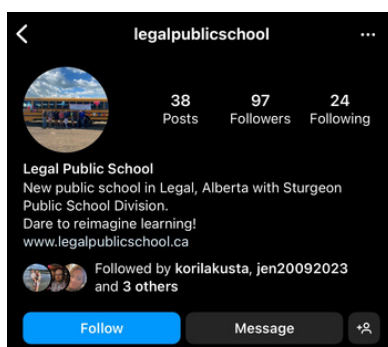 legalpublicschool
38 97 24
Posts Followers Following
Legal Public School
New public school in Legal, Alberta with Sturgeon
Public School Division.
Dare to reimagine learning!
www.legalpublicschool.ca
Followed by korilakusta, jen20092023
and 3 others
Follow Message